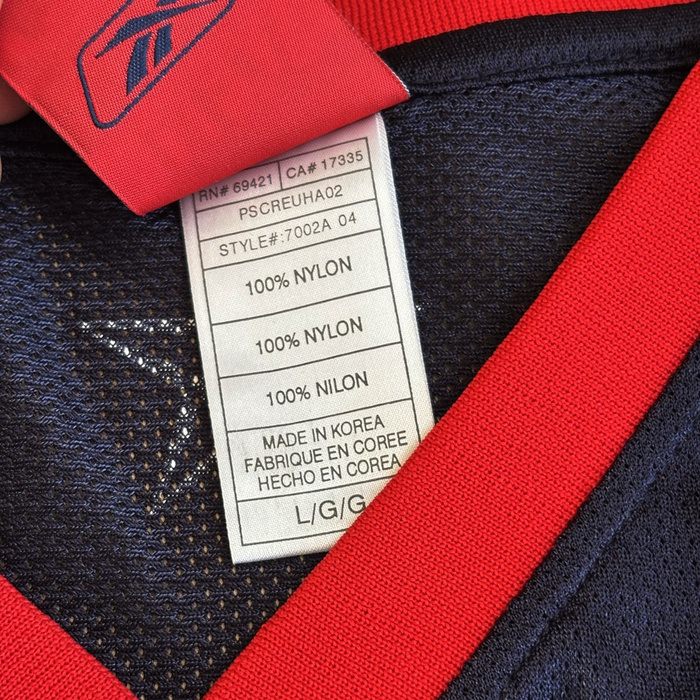 RN# 69421 CA# 17335
PSCREUHA02
STYLE#:7002A 04
100% NYLON
100% NYLON
100% NILON
MADE IN KOREA
FABRIQUE EN COREE
HECHO EN COREA
L/G/G